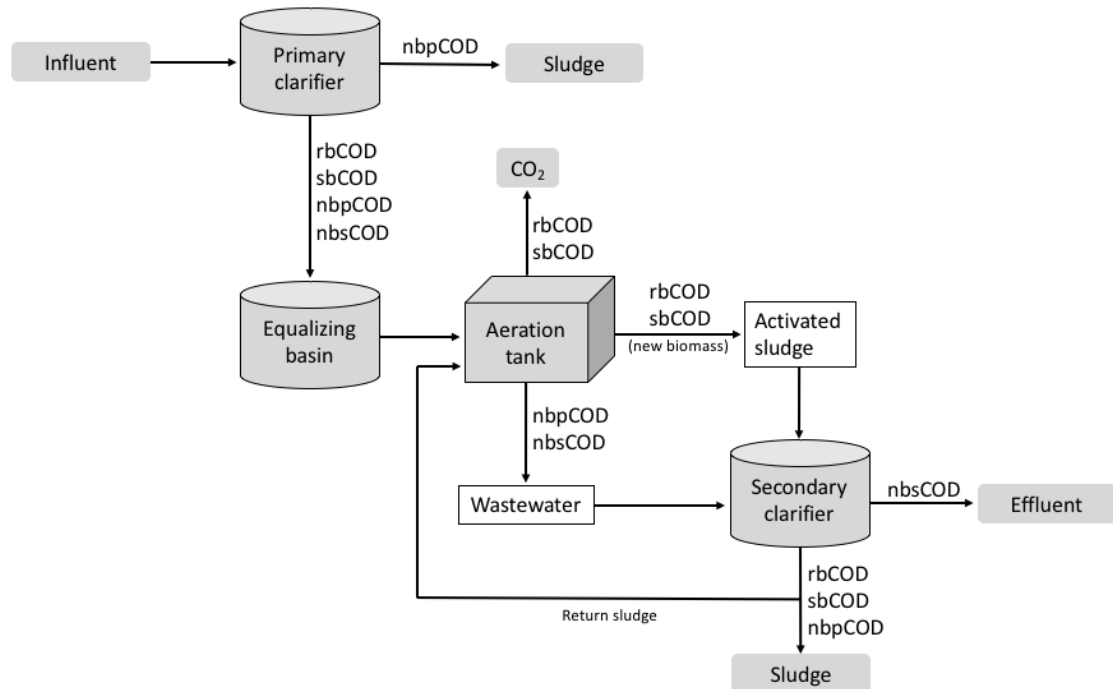 Influent
Primary
clarifier
nbpCOD
Sludge
rbCOD
sbCOD
nbpCOD
nbsCOD
CO₂
rbCOD
sbCOD
Equalizing
basin
Aeration
tank
rbCOD
sbCOD
(new biomass)
Activated
sludge
nbpCOD
nbsCOD
Wastewater
Secondary
clarifier
nbsCOD
Effluent
rbCOD
sbCOD
nbpCOD
Return sludge
Sludge